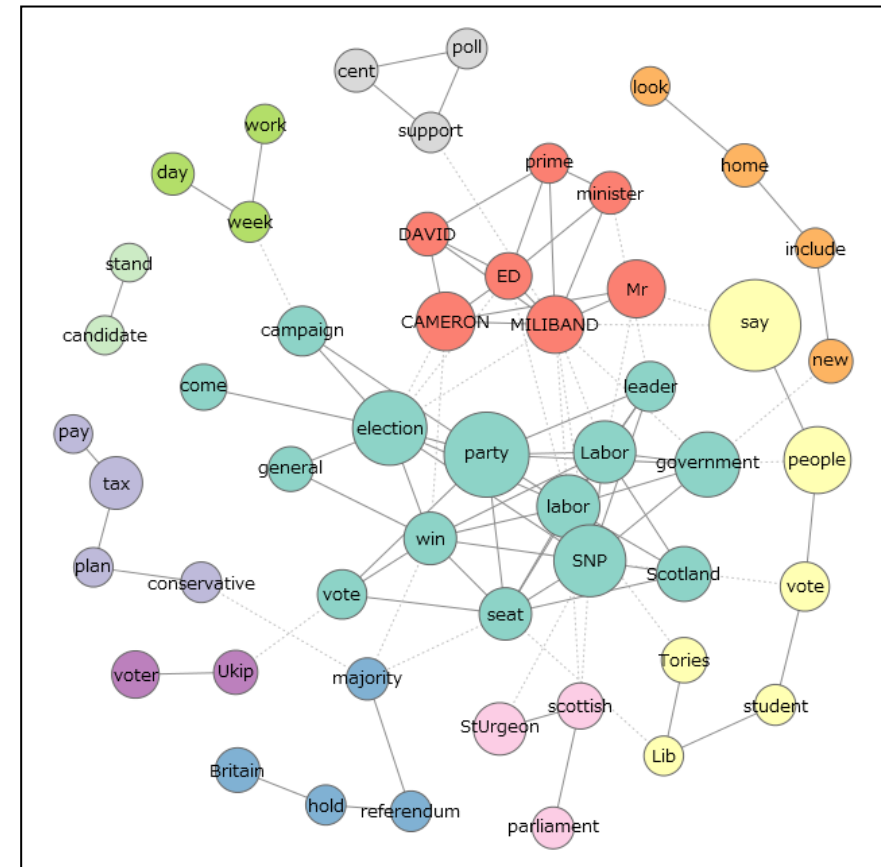 poll
cent
look
work
support
prime
home
day
minister
week
DAVID
include
stand
ED
Mr
CAMERON
MILIBAND
say
candidate
campaign
new
come
leader
election
pay
party
Labor
government
people
general
tax
labor
win
SNP
plan
conservative
Scotland
vote
seat
vote
Tories
voter
Ukip
majority
scottish
student
StUrgeon
Lib
Britain
hold
referendum
parliament